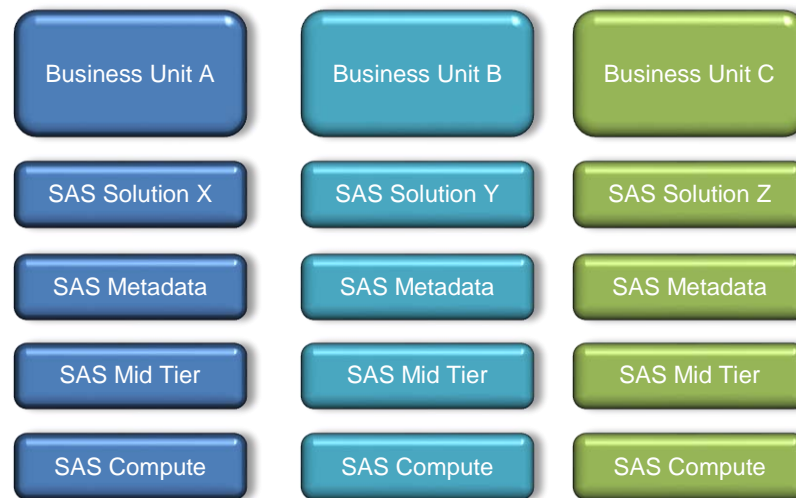 Business Unit A
Business Unit B
Business Unit C
SAS Solution X
SAS Solution Y
SAS Solution Z
SAS Metadata
SAS Metadata
SAS Metadata
SAS Mid Tier
SAS Mid Tier
SAS Mid Tier
SAS Compute
SAS Compute
SAS Compute